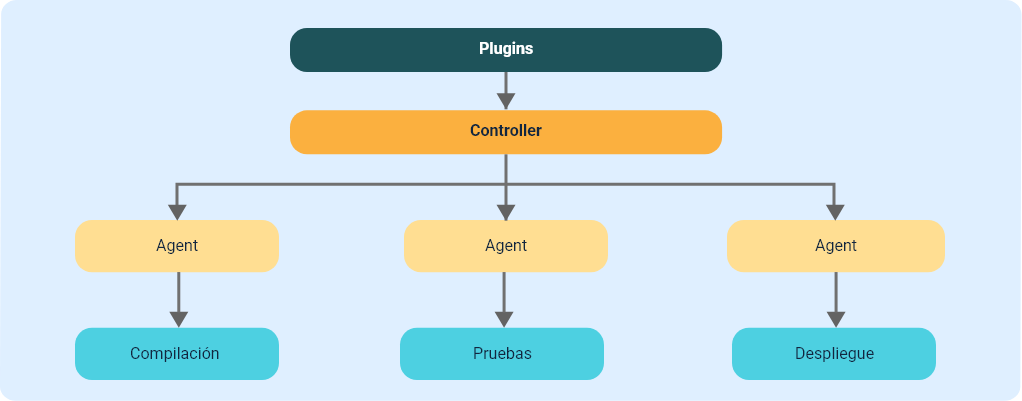 Plugins
Controller
Agent
Agent
Agent
Compilación
Pruebas
Despliegue